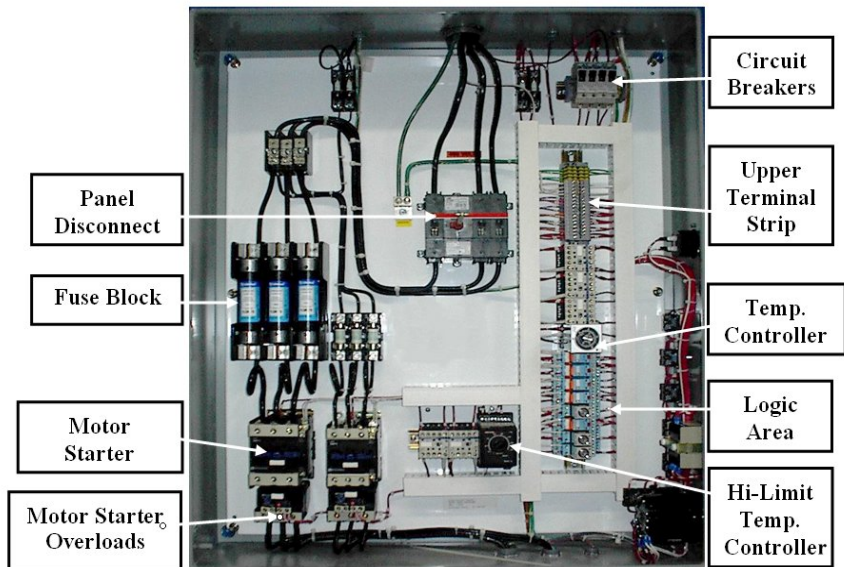 Circuit
Breakers
Panel
Disconnect
Upper
Terminal
Strip
Fuse Block
Temp.
Controller
Motor
Starter
Logic
Area
Motor Starter
Overloads
Hi-Limit
Temp.
Controller